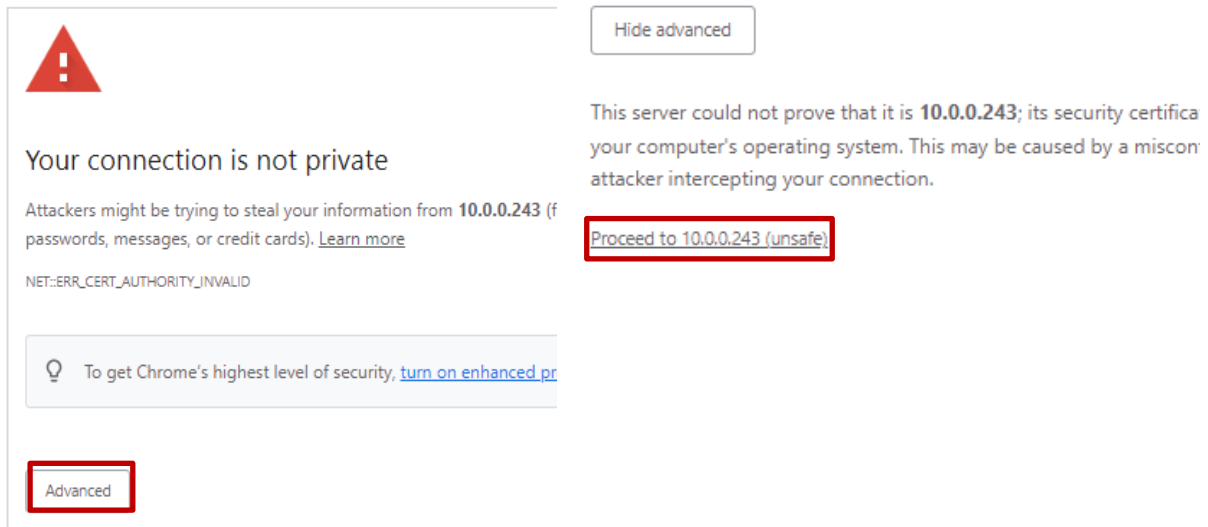 Your connection is not private
Attackers might be trying to steal your information from 10.0.0.243 (f
passwords, messages, or credit cards). Learn more
NET::ERR_CERT_AUTHORITY_INVALID
To get Chrome's highest level of security, turn on enhanced pr
Advanced
Hide advanced
This server could not prove that it is 10.0.0.243; its security certifica
your computer's operating system. This may be caused by a miscon
attacker intercepting your connection.
Proceed to 10.0.0.243 (unsafe)